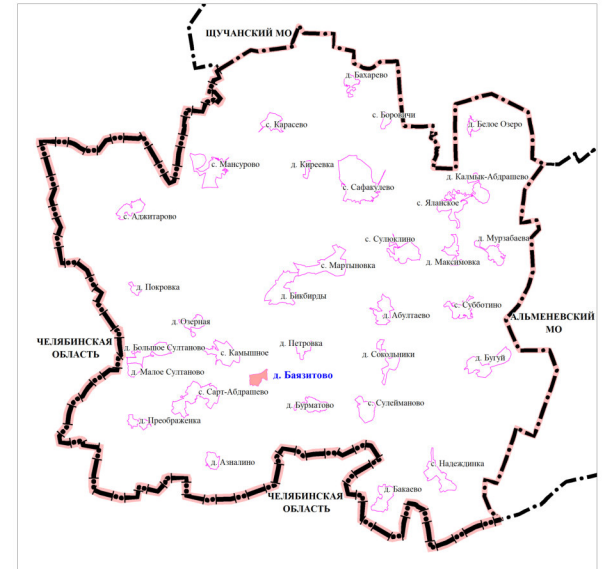 ЩУЧАНСКИЙ МО
д. Бахарево
с. Карасево
с. Боровичи
д. Белое Озеро
с. Мансурово
д. Киреевка
с. Сафакулево
д. Калмык-Абдрашево
с. Яланское
с. Аджитарово
с. Сулюклино
д. Мурзабаева
д. Максимовка
с. Мартыновка
д. Покровка
д. Бикбирды
с. Субботино
д. Абултаево
АЛЬМЕНЕВСКИЙ
МО
д. Озерная
ЧЕЛЯБИНСКАЯ
ОБЛАСТЬ
д. Большое Султаново
с. Камышное
д. Петровка
д. Сокольники
д. Бугуй
д. Малое Султаново
д. Баязитово
с. Сарт-Абдрашево
д. Бурматово
с. Сулейманово
д. Преображенка
д. Азналино
с. Надеждинка
д. Бакаево
ЧЕЛЯБИНСКАЯ
ОБЛАСТЬ